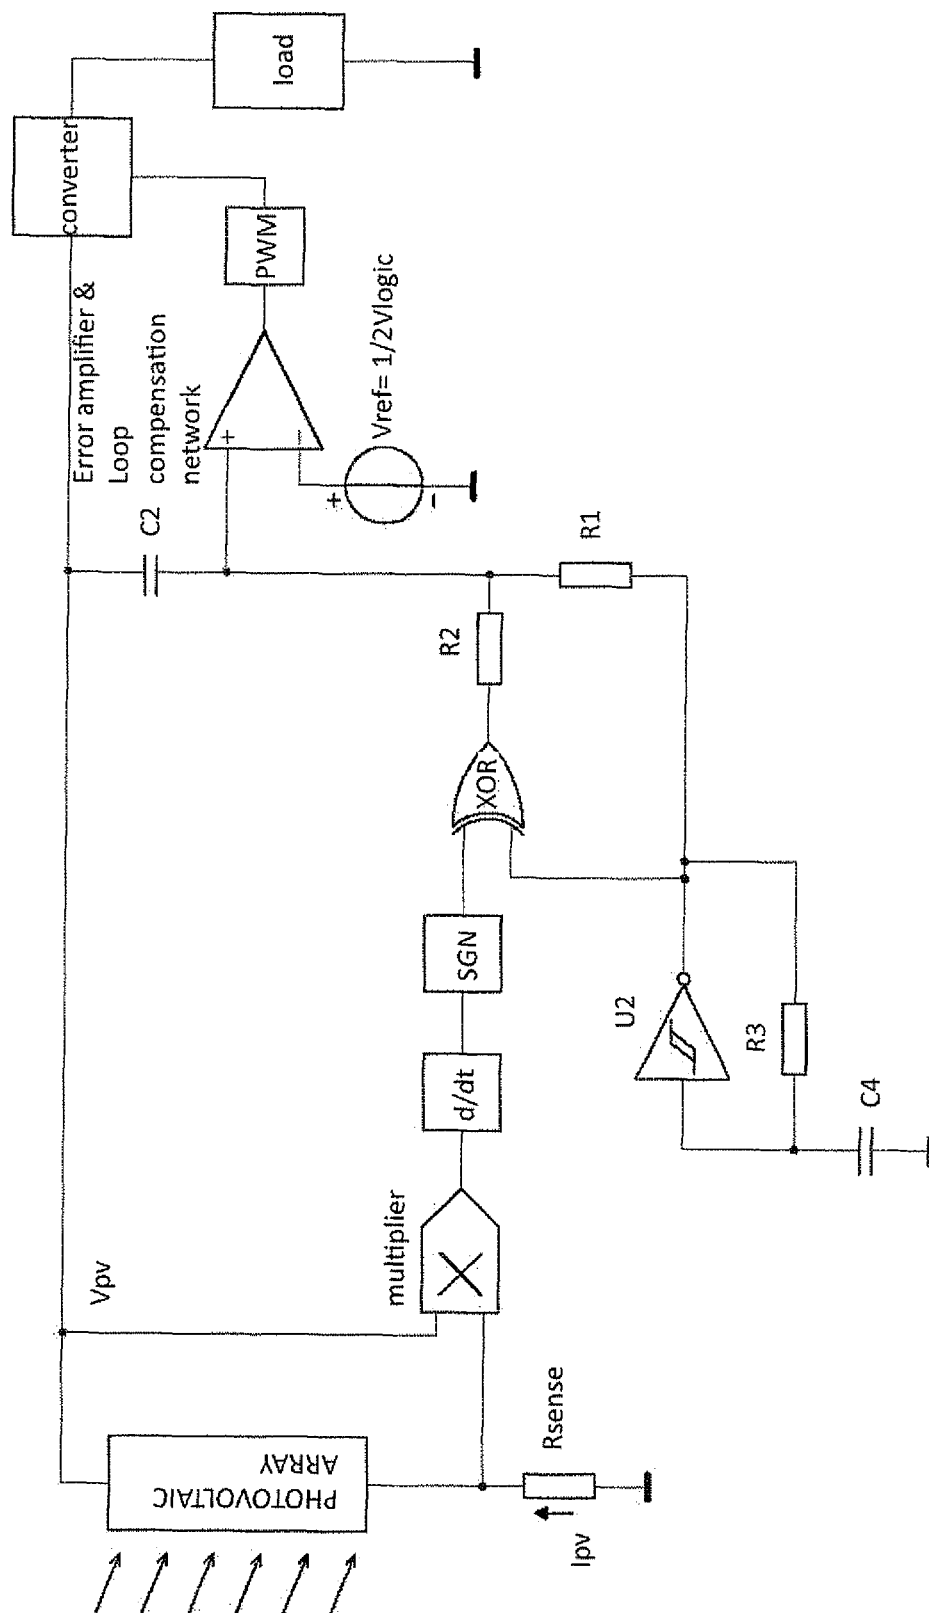 PHOTOVOLTAIC
ARRAY
Ipv
Rsense
Vpv
multiplier
d/dt
SGN
XOR
R2
U2
R3
C4
R1
C2
Error amplifier &
Loop
compensation
network
+
−
+
−
Vref= 1/2Vlogic
PWM
converter
load